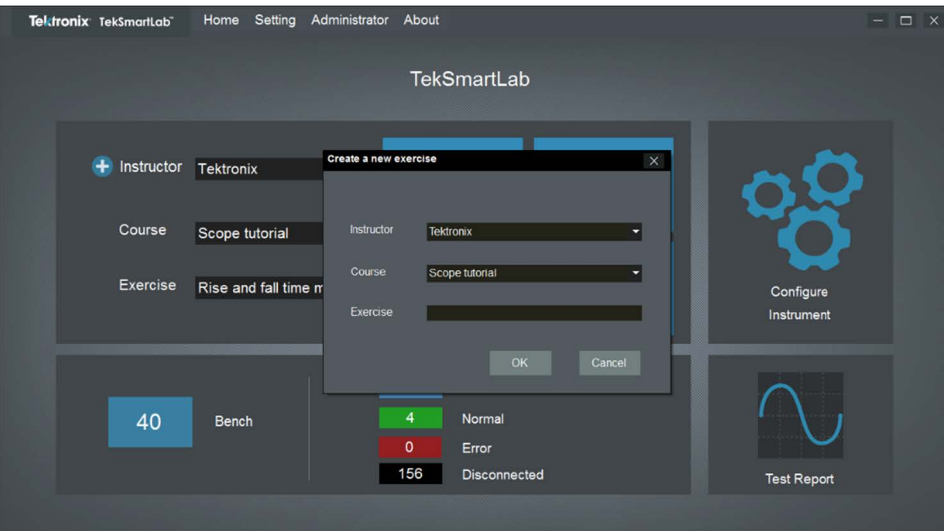 Tektronix TekSmartLab™ Home Setting Administrator About
TekSmartLab
Instructor Tektronix
Course Scope tutorial
Exercise Rise and fall time m
Create a new exercise
Instructor Tektronix
Course Scope tutorial
Exercise
OK Cancel
Configure
Instrument
40 Bench
4 Normal
0 Error
156 Disconnected
Test Report